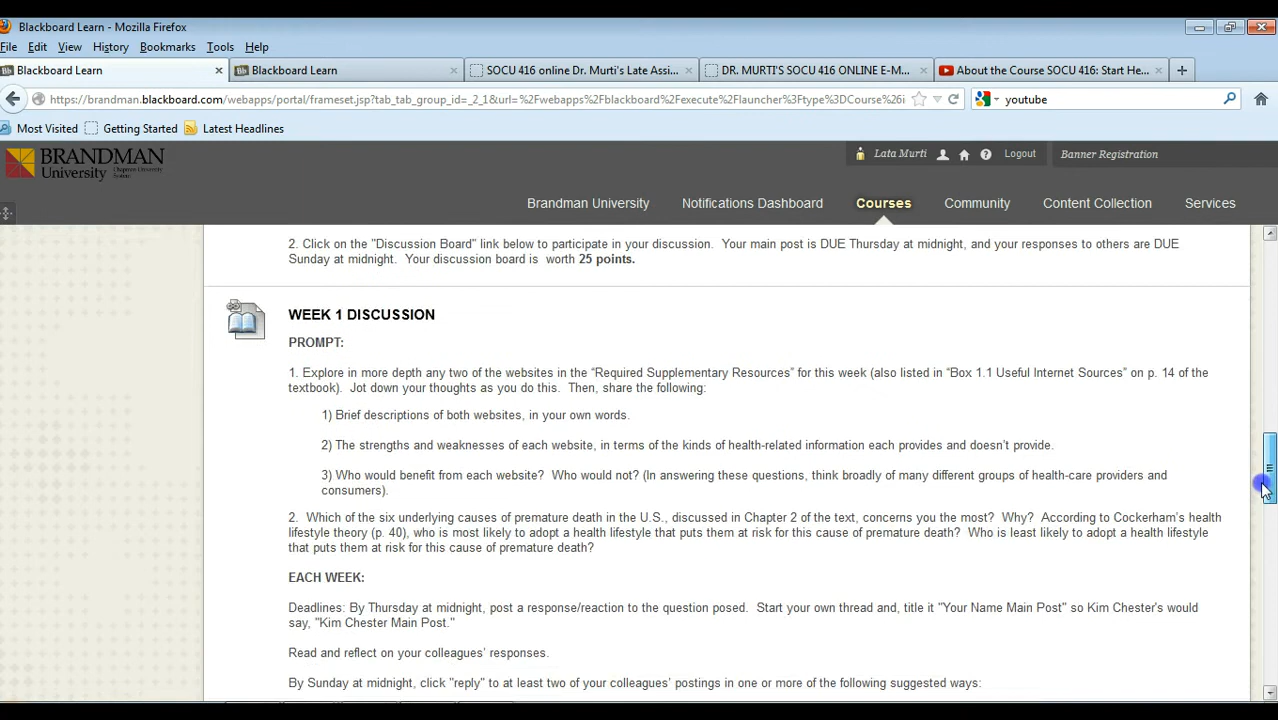 Blackboard Learn - Mozilla Firefox
File Edit View History Bookmarks Tools Help
Blackboard Learn × Blackboard Learn × SOCU 416 online Dr. Murti's Late Assi... × DR. MURTI'S SOCU 416 ONLINE E-M... × About the Course SOCU 416: Start He... × +
https://brandman.blackboard.com/webapps/portal/frameset.jsp?tab_tab_group_id=_2_1&url=%2Fwebapps%2Fblackboard%2Fexecute%2Flauncher%3Ftype%3DCourse%26i youtube
Most Visited Getting Started Latest Headlines
Lata Murti Logout Banner Registration
BRANDMAN
University Chapman University System
Brandman University Notifications Dashboard Courses Community Content Collection Services
2. Click on the "Discussion Board" link below to participate in your discussion. Your main post is DUE Thursday at midnight, and your responses to others are DUE
Sunday at midnight. Your discussion board is worth 25 points.
WEEK 1 DISCUSSION
PROMPT:
1. Explore in more depth any two of the websites in the “Required Supplementary Resources” for this week (also listed in “Box 1.1 Useful Internet Sources” on p. 14 of the
textbook). Jot down your thoughts as you do this. Then, share the following:
1) Brief descriptions of both websites, in your own words.
2) The strengths and weaknesses of each website, in terms of the kinds of health-related information each provides and doesn’t provide.
3) Who would benefit from each website? Who would not? (In answering these questions, think broadly of many different groups of health-care providers and
consumers).
2. Which of the six underlying causes of premature death in the U.S., discussed in Chapter 2 of the text, concerns you the most? Why? According to Cockerham’s health
lifestyle theory (p. 40), who is most likely to adopt a health lifestyle that puts them at risk for this cause of premature death? Who is least likely to adopt a health lifestyle
that puts them at risk for this cause of premature death?
EACH WEEK:
Deadlines: By Thursday at midnight, post a response/reaction to the question posed. Start your own thread and, title it "Your Name Main Post" so Kim Chester's would
say, "Kim Chester Main Post."
Read and reflect on your colleagues’ responses.
By Sunday at midnight, click "reply" to at least two of your colleagues’ postings in one or more of the following suggested ways: